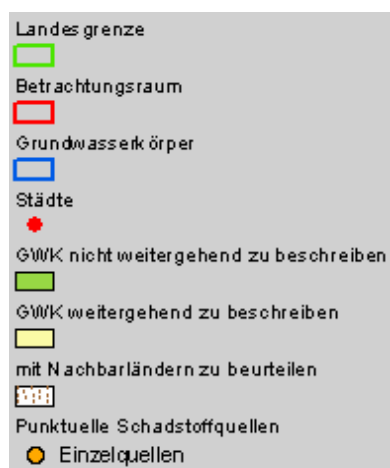 Landesgrenze
Betrachtungsraum
Grundwasserkörper
Städte
GWK nicht weitergehend zu beschreiben
GWK weitergehend zu beschreiben
mit Nachbarländern zu beurteilen
Punktuelle Schadstoffquellen
Einzelquellen